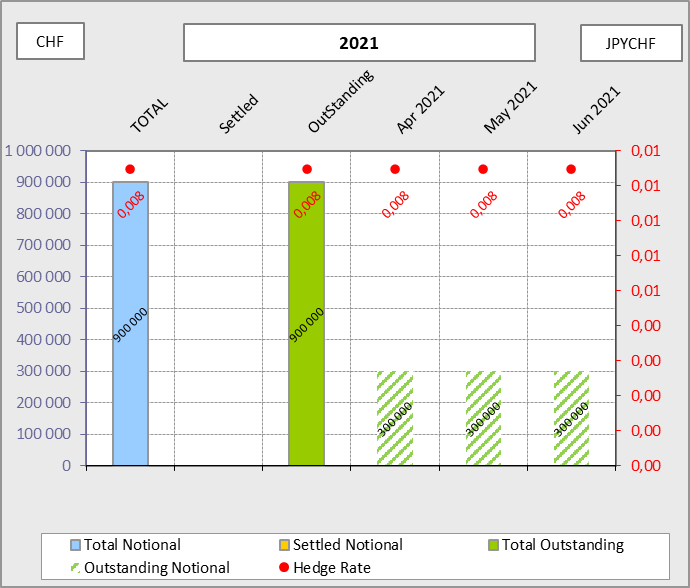 CHF
2021
JPYCHF
TOTAL
Settled
OutStanding
Apr 2021
May 2021
Jun 2021
1 000 000
900 000
800 000
700 000
600 000
500 000
400 000
300 000
200 000
100 000
0
0,01
0,01
0,01
0,01
0,01
0,00
0,00
0,00
0,00
0,00
0,008
0,008
0,008
0,008
0,008
900 000
900 000
300 000
300 000
300 000
Total Notional
Settled Notional
Total Outstanding
Outstanding Notional
Hedge Rate